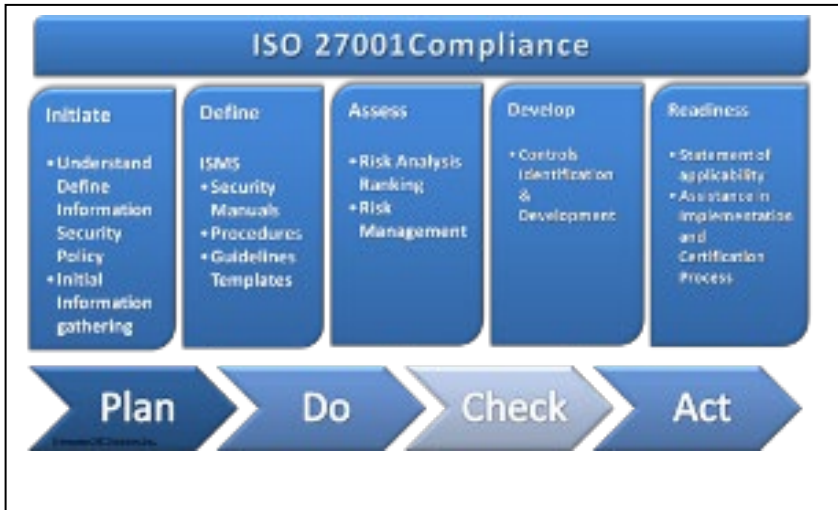 ISO 27001Compliance
Initiate
• Understand
Define
Information
Security
Policy
• Initial
Information
gathering
Define
ISMS
• Security
Manuals
• Procedures
• Guidelines
Templates
Assess
• Risk Analysis
Ranking
• Risk
Management
Develop
• Controls
Identification
&
Development
Readiness
• Statement of
applicability
• Assistance in
Implementation
and
Certification
Process
Plan
Do
Check
Act